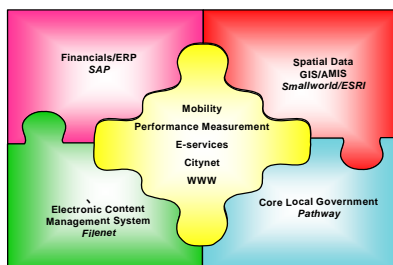 Financials/ERP
SAP
Spatial Data
GIS/AMIS
Smallworld/ESRI
Mobility
Performance Measurement
E-services
Citynet
WWW
Electronic Content
Management System
Filenet
Core Local Government
Pathway